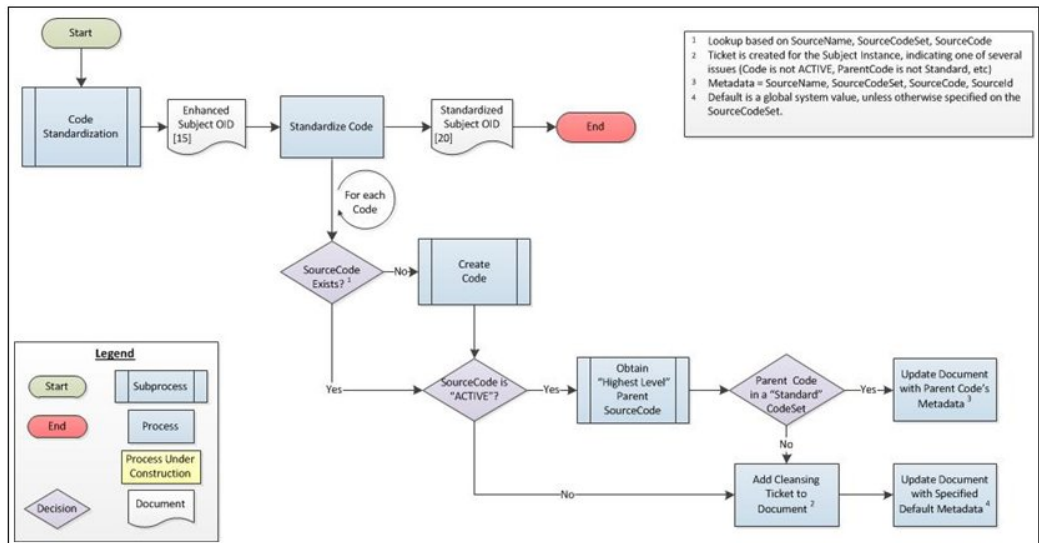 Start
Code
Standardization
Enhanced
Subject OID
[15]
Standardize Code
Standardized
Subject OID
[20]
End
1 Lookup based on SourceName, SourceCodeSet, SourceCode
2 Ticket is created for the Subject Instance, indicating one of several
issues (Code is not ACTIVE, ParentCode is not Standard, etc)
3 Metadata = SourceName, SourceCodeSet, SourceCode, SourceId
4 Default is a global system value, unless otherwise specified on the
SourceCodeSet.
For each
Code
SourceCode
Exists? 1
No
Create
Code
Yes
SourceCode is
"ACTIVE"?
Yes
Obtain
"Highest Level"
Parent
SourceCode
Parent Code
in a "Standard"
CodeSet
Yes
Update Document
with Parent Code's
Metadata 3
No
No
Add Cleansing
Ticket to
Document 2
Update Document
with Specified
Default Metadata 4
Legend
Start
Subprocess
End
Process
Process Under
Construction
Decision
Document